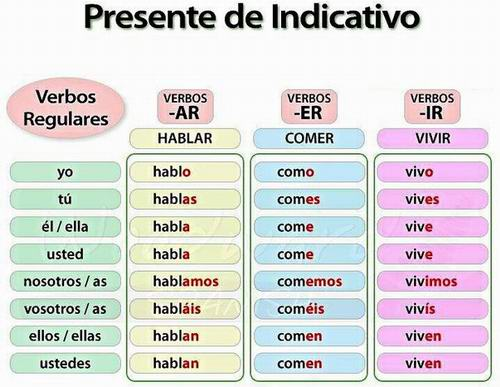 Presente de Indicativo
Verbos Regulares
VERBOS -AR
VERBOS -ER
VERBOS -IR
HABLAR COMER VIVIR
yo hablo como vivo
tú hablas comes vives
él / ella habla come vive
usted habla come vive
nosotros / as hablamos comemos vivimos
vosotros / as habláis coméis vivís
ellos / ellas hablan comen viven
ustedes hablan comen viven